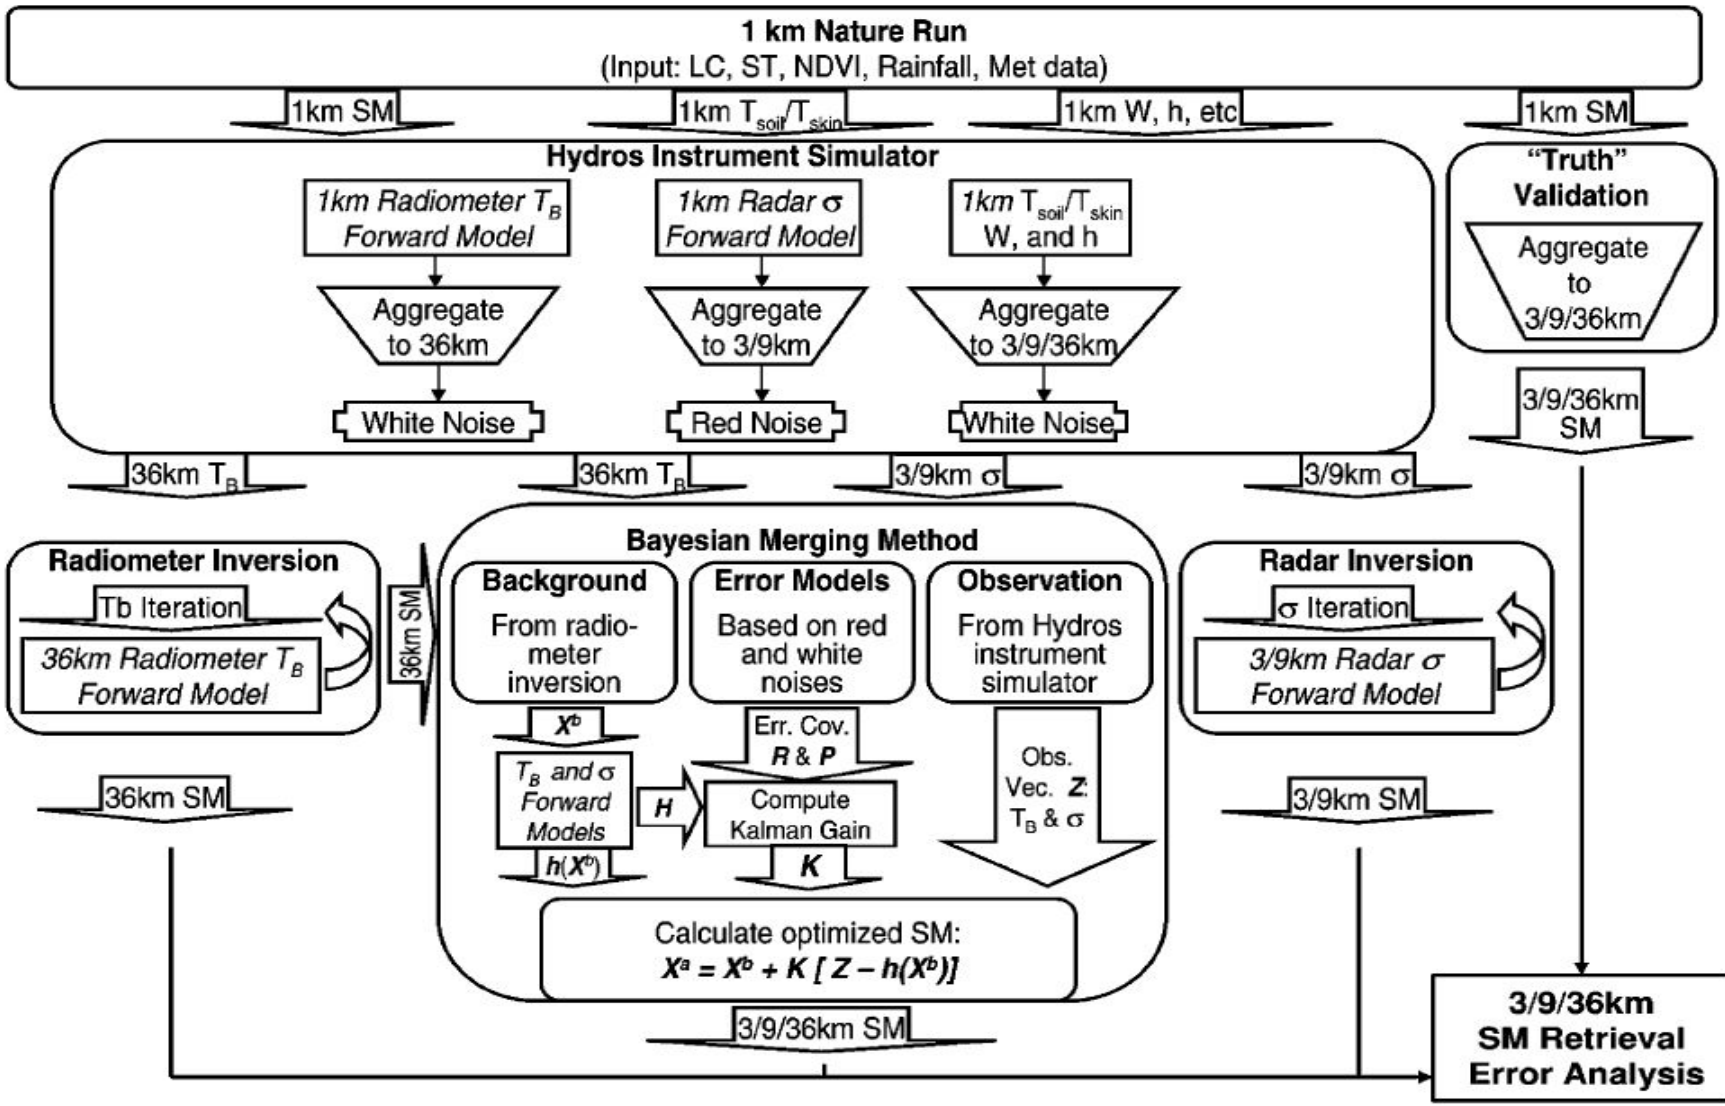 1 km Nature Run
(Input: LC, ST, NDVI, Rainfall, Met data)
1km SM
1km Tsoil/Tskin
1km W, h, etc
1km SM
Hydros Instrument Simulator
1km Radiometer TB
Forward Model
Aggregate
to 36km
White Noise
1km Radar σ
Forward Model
Aggregate
to 3/9km
Red Noise
1km Tsoil/Tskin
W, and h
Aggregate
to 3/9/36km
White Noise
“Truth”
Validation
Aggregate
to
3/9/36km
3/9/36km
SM
36km TB
36km TB
3/9km σ
3/9km σ
Radiometer Inversion
Tb Iteration
36km Radiometer TB
Forward Model
36km SM
36km SM
Bayesian Merging Method
Background
From radio-
meter
inversion
Error Models
Based on red
and white
noises
Observation
From Hydros
instrument
simulator
Xb
TB and σ
Forward
Models
h(Xb)
H
Err. Cov.
R & P
Compute
Kalman Gain
K
Obs.
Vec. Z:
TB & σ
Calculate optimized SM:
Xa = Xb + K [ Z – h(Xb)]
3/9/36km SM
Radar Inversion
σ Iteration
3/9km Radar σ
Forward Model
3/9km SM
3/9/36km
SM Retrieval
Error Analysis